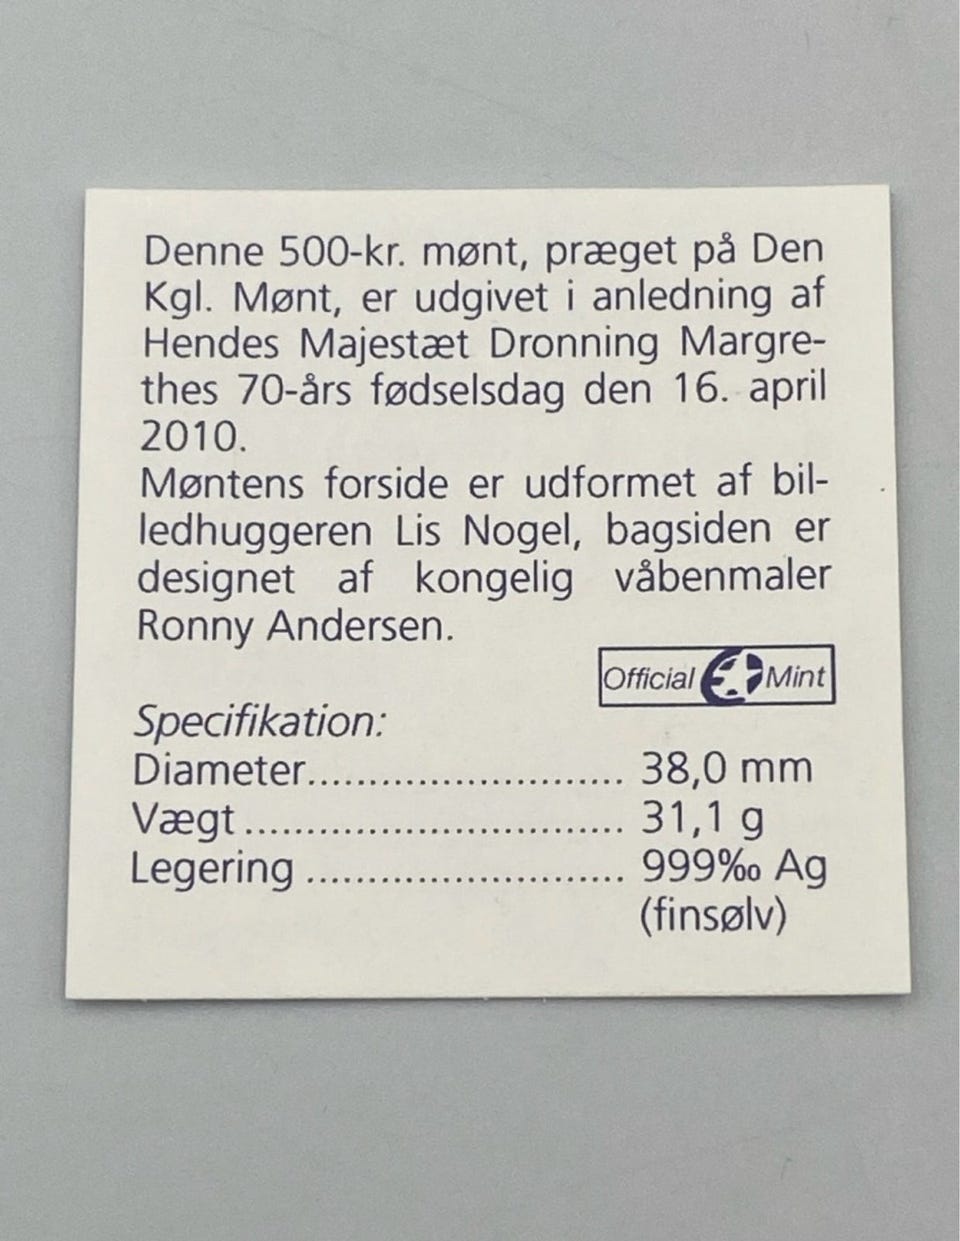 Denne 500-kr. mønt, præget på Den
Kgl. Mønt, er udgivet i anledning af
Hendes Majestæt Dronning Margre-
thes 70-års fødselsdag den 16. april
2010.
Møntens forside er udformet af bil-
ledhuggeren Lis Nogel, bagsiden er
designet af kongelig våbenmaler
Ronny Andersen.
Official Mint
Specifikation:
Diameter......................... 38,0 mm
Vægt.............................. 31,1 g
Legering......................... 999‰ Ag
(finsølv)